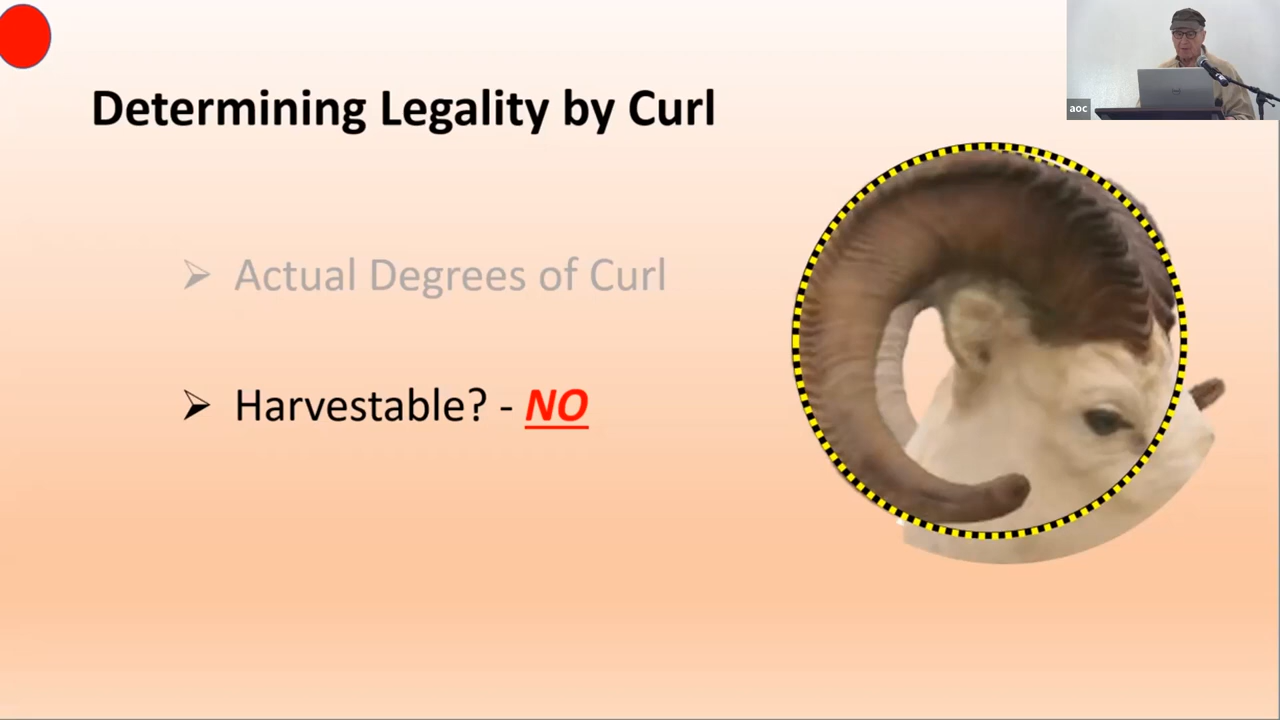 Determining Legality by Curl
Actual Degrees of Curl
Harvestable? - NO
aoc